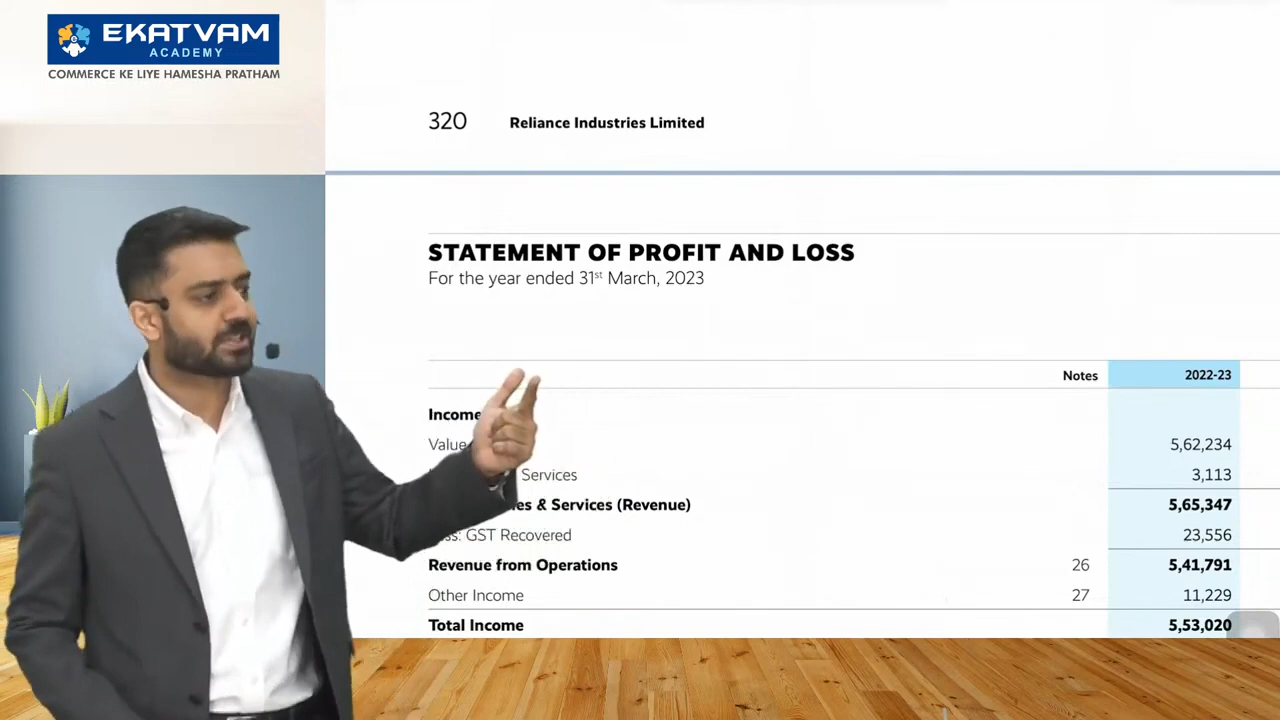 EKATVAM
ACADEMY
COMMERCE KE LIYE HAMESHA PRATHAM
320 Reliance Industries Limited
STATEMENT OF PROFIT AND LOSS
For the year ended 31st March, 2023
Notes 2022-23
Income
Value 5,62,234
Services 3,113
& Services (Revenue) 5,65,347
GST Recovered 23,556
Revenue from Operations 26 5,41,791
Other Income 27 11,229
Total Income 5,53,020